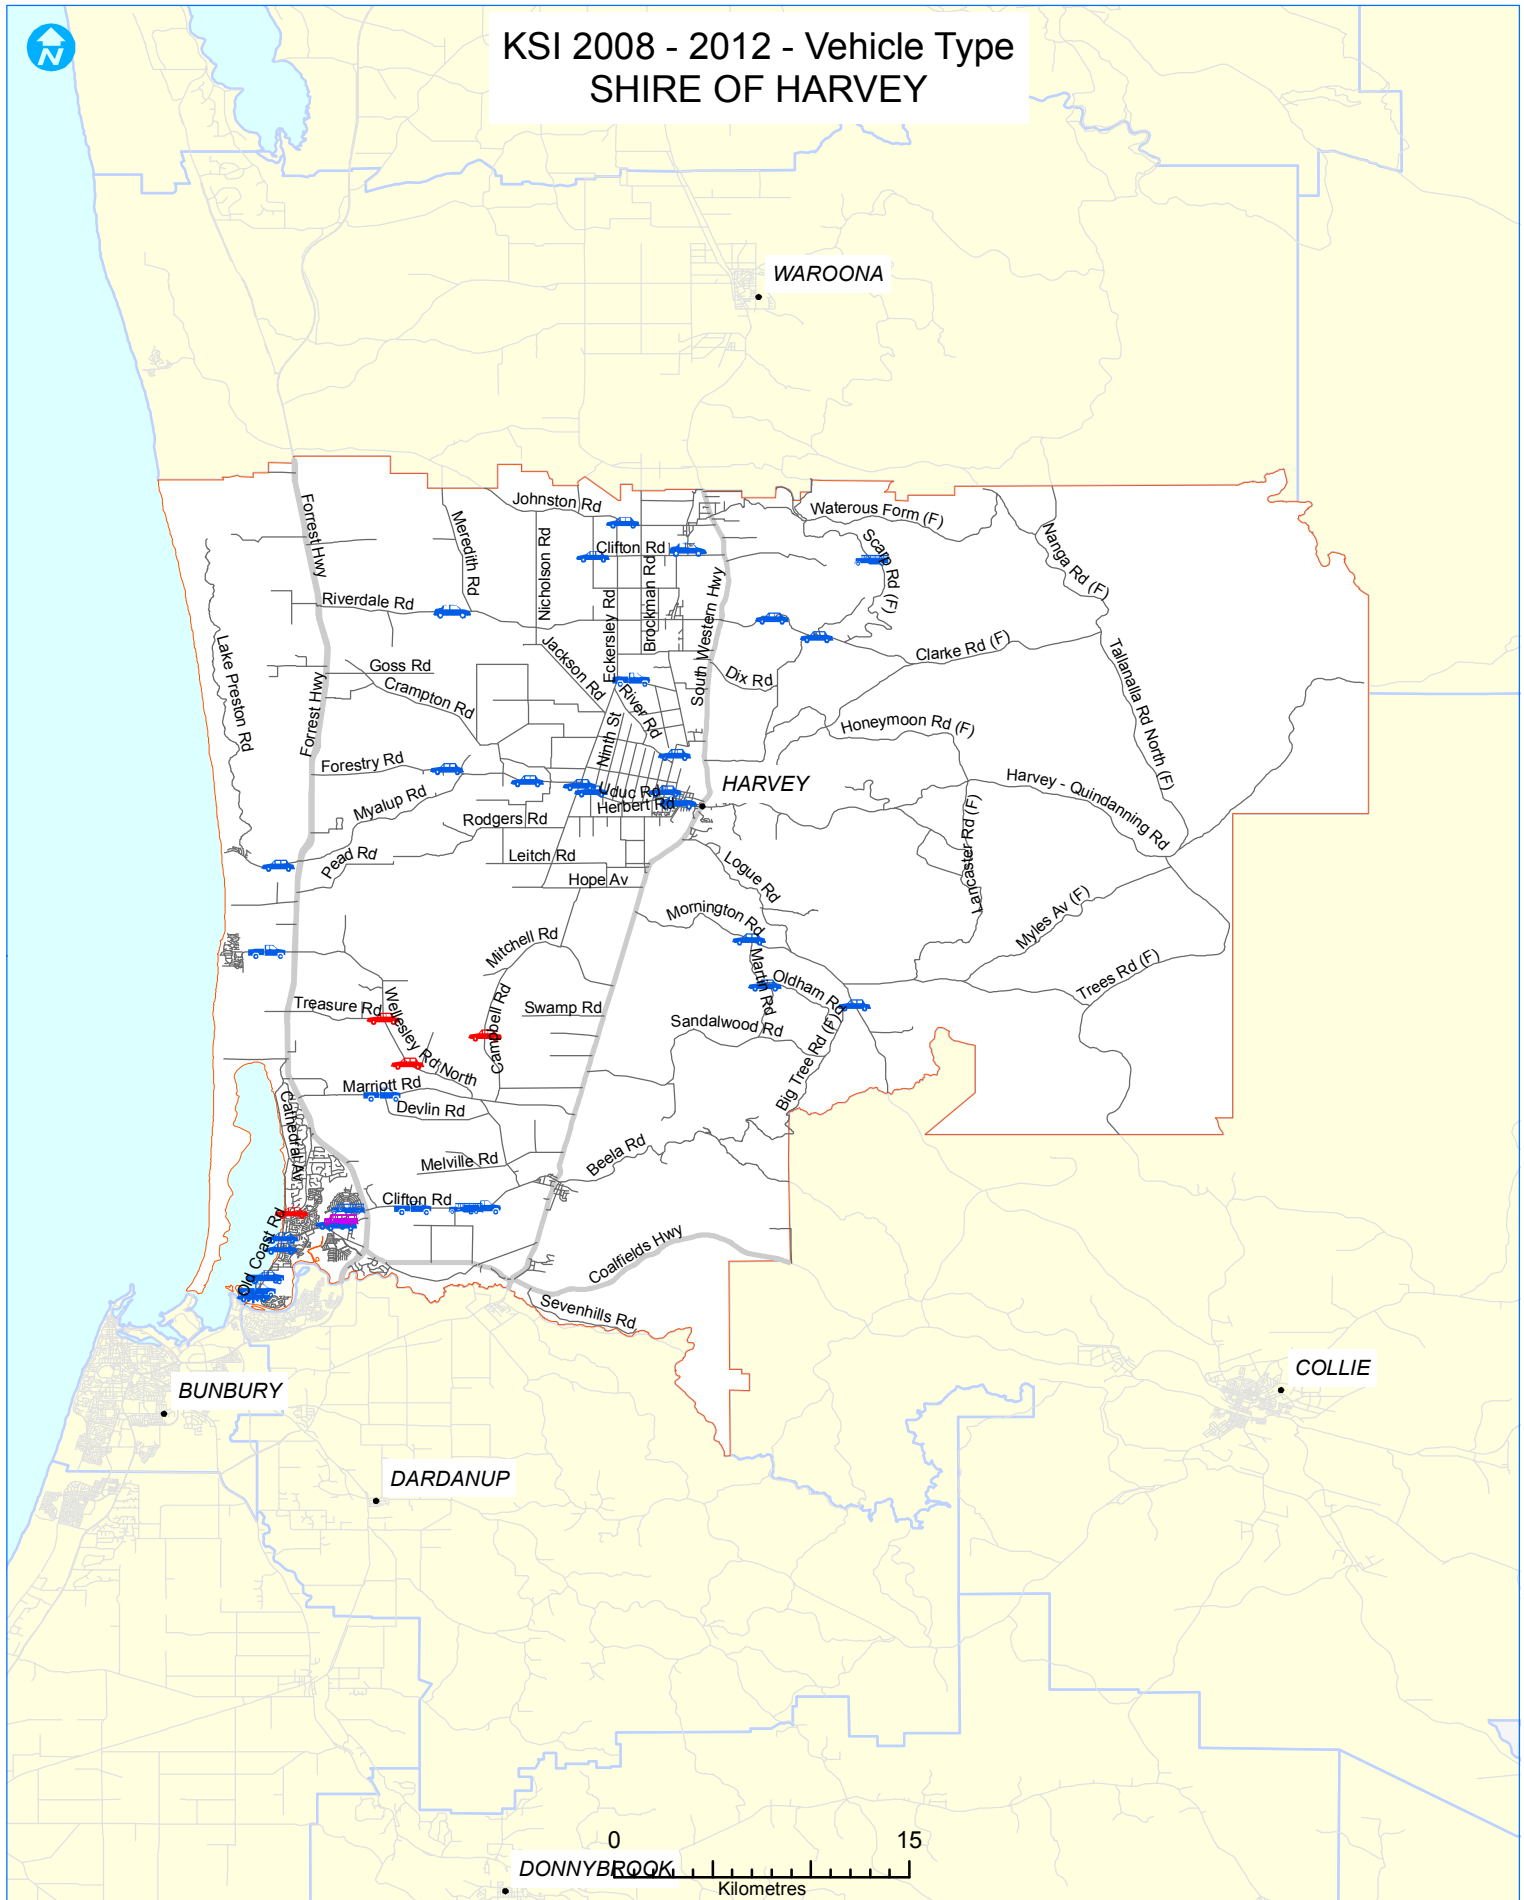 N
KSI 2008 - 2012 - Vehicle Type
SHIRE OF HARVEY
WAROONA
Johnston Rd
Waterous Form (F)
Forrest Hwy
Meredith Rd
Nicholson Rd
Clifton Rd
Brockman Rd
Scarp Rd (F)
Nanga Rd (F)
Riverdale Rd
Eckersley Rd
South Western Hwy
Lake Preston Rd
Goss Rd
Crampton Rd
Jackson Rd
River Rd
Dix Rd
Clarke Rd (F)
Tallanalla Rd North (F)
Forrest Hwy
Ninth St
Honeymoon Rd (F)
Forestry Rd
Myalup Rd
Uduc Rd
Herbert Rd
HARVEY
Harvey - Quindanning Rd
Rodgers Rd
Pead Rd
Leitch Rd
Hope Av
Logue Rd
Lancaster Rd (F)
Mornington Rd
Myles Av (F)
Mitchell Rd
Martin Rd
Oldham Rd
Trees Rd (F)
Treasure Rd
Wallesley Rd North
Campbell Rd
Swamp Rd
Sandalwood Rd
Big Tree Rd (F)
Marriott Rd
Devlin Rd
Cathedral Av
Melville Rd
Beela Rd
Clifton Rd
Old Coast Rd
Coalfields Hwy
Sevenhills Rd
BUNBURY
COLLIE
DARDANUP
0 15
DONNYBROOK
Kilometres